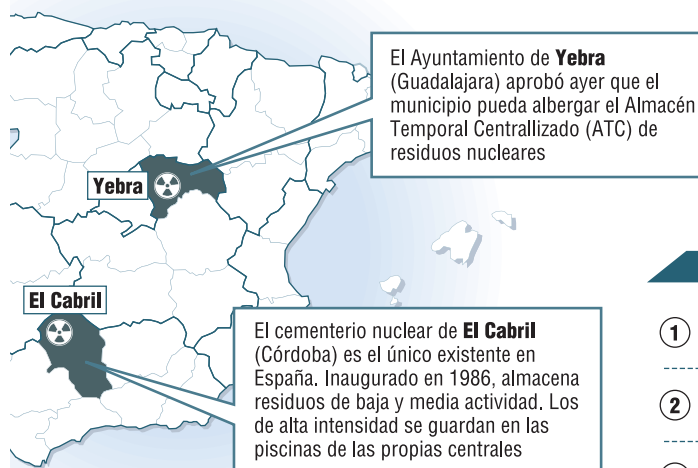 El Ayuntamiento de Yebra
(Guadalajara) aprobó ayer que el
municipio pueda albergar el Almacén
Temporal Centrallizado (ATC) de
residuos nucleares
Yebra
El Cabril
El cementerio nuclear de El Cabril
(Córdoba) es el único existente en
España. Inaugurado en 1986, almacena
residuos de baja y media actividad. Los
de alta intensidad se guardan en las
piscinas de las propias centrales
1
2